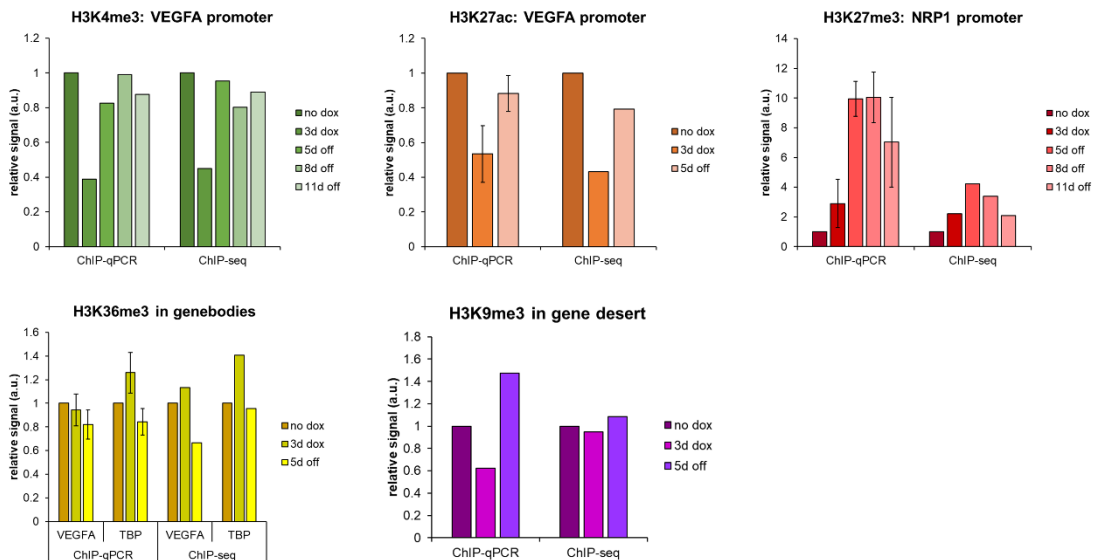 H3K4me3: VEGFA promoter
relative signal (a.u.)
1.2
1
0.8
0.6
0.4
0.2
0
ChIP-qPCR
ChIP-seq
no dox
3d dox
5d off
8d off
11d off
H3K27ac: VEGFA promoter
relative signal (a.u.)
1.2
1
0.8
0.6
0.4
0.2
0
ChIP-qPCR
ChIP-seq
no dox
3d dox
5d off
H3K27me3: NRP1 promoter
relative signal (a.u.)
14
12
10
8
6
4
2
0
ChIP-qPCR
ChIP-seq
no dox
3d dox
5d off
8d off
11d off
H3K36me3 in genebodies
relative signal (a.u.)
1.6
1.4
1.2
1
0.8
0.6
0.4
0.2
0
VEGFA
TBP
VEGFA
TBP
ChIP-qPCR
ChIP-seq
no dox
3d dox
5d off
H3K9me3 in gene desert
relative signal (a.u.)
1.8
1.6
1.4
1.2
1
0.8
0.6
0.4
0.2
0
ChIP-qPCR
ChIP-seq
no dox
3d dox
5d off